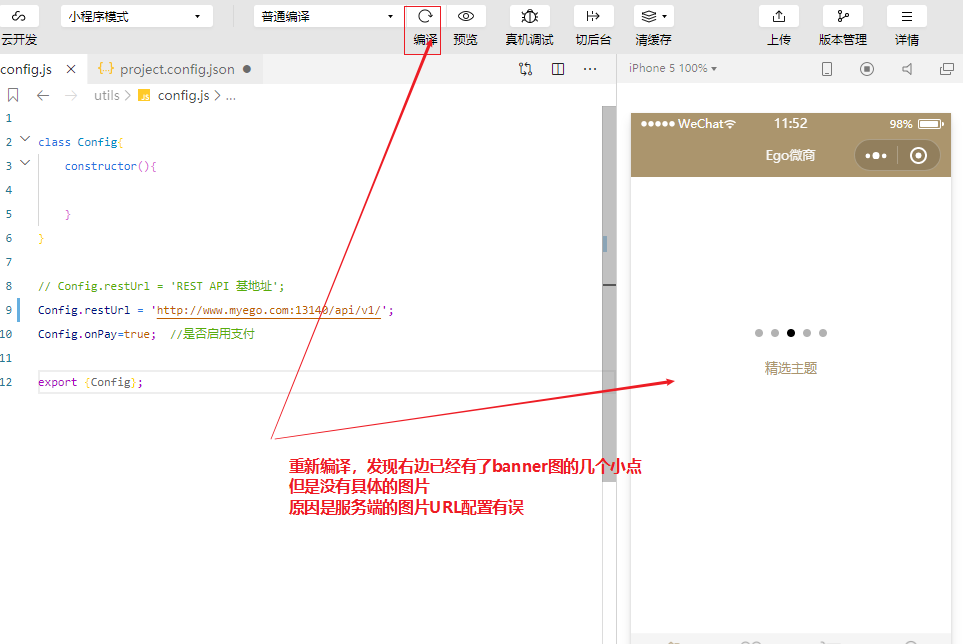 小程序模式
普通编译
云开发
编译
预览
真机调试
切后台
清缓存
上传
版本管理
详情
config.js
{··} project.config.json
iPhone 5 100%
utils > config.js > ...
1
2 class Config{
3 constructor(){
4
5 }
6 }
7
8 // Config.restUrl = 'REST API 基地址';
9 Config.restUrl = 'http://www.myego.com:13140/api/v1/';
10 Config.onPay=true; //是否启用支付
11
12 export {Config};
WeChat
11:52
98%
Ego微商
精选主题
重新编译，发现右边已经有了banner图的几个小点
但是没有具体的图片
原因是服务端的图片URL配置有误